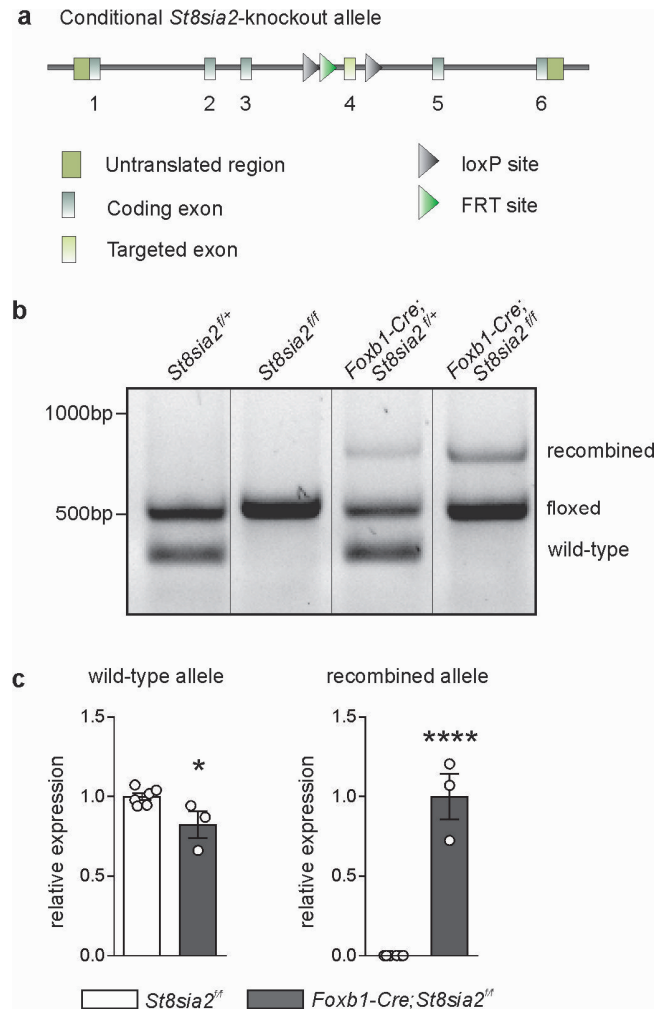 a Conditional St8sia2-knockout allele
1 2 3 4 5 6
Untranslated region
Coding exon
Targeted exon
loxP site
FRT site
b
St8sia2f/+
St8sia2f/f
Foxb1-Cre;
St8sia2f/+
Foxb1-Cre;
St8sia2f/f
1000bp
500bp
recombined
floxed
wild-type
c
wild-type allele
relative expression
1.5
1.0
0.5
0.0
*
recombined allele
relative expression
1.5
1.0
0.5
0.0
****
St8sia2f/f
Foxb1-Cre;St8sia2f/f